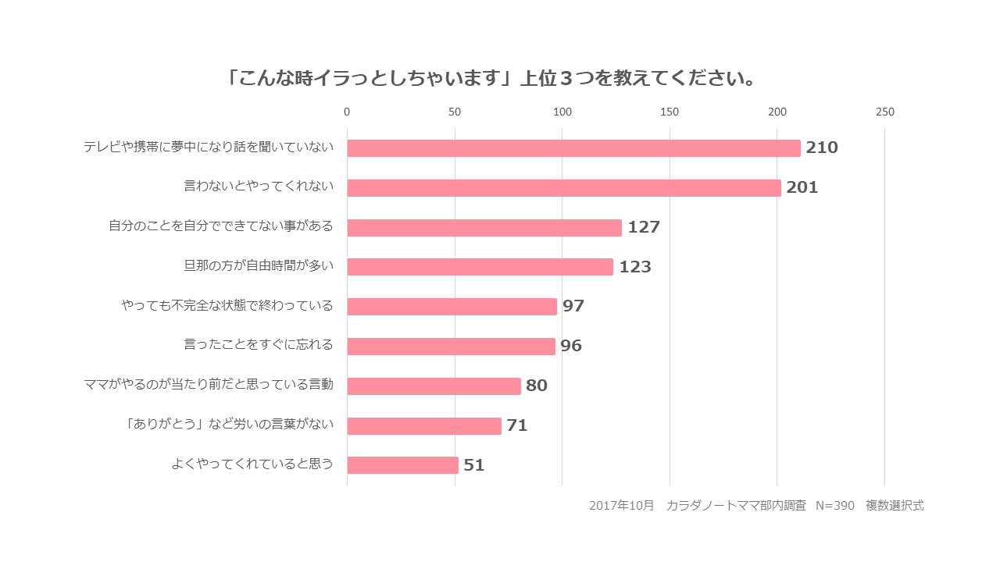 「こんな時イラっとしちゃいます」上位３つを教えてください。
0 50 100 150 200 250
テレビや携帯に夢中になり話を聞いていない 210
言わないとやってくれない 201
自分のことを自分でできてない事がある 127
旦那の方が自由時間が多い 123
やっても不完全な状態で終わっている 97
言ったことをすぐに忘れる 96
ママがやるのが当たり前だと思っている言動 80
「ありがとう」など労いの言葉がない 71
よくやってくれていると思う 51
2017年10月　カラダノートママ部内調査　N=390　複数選択式